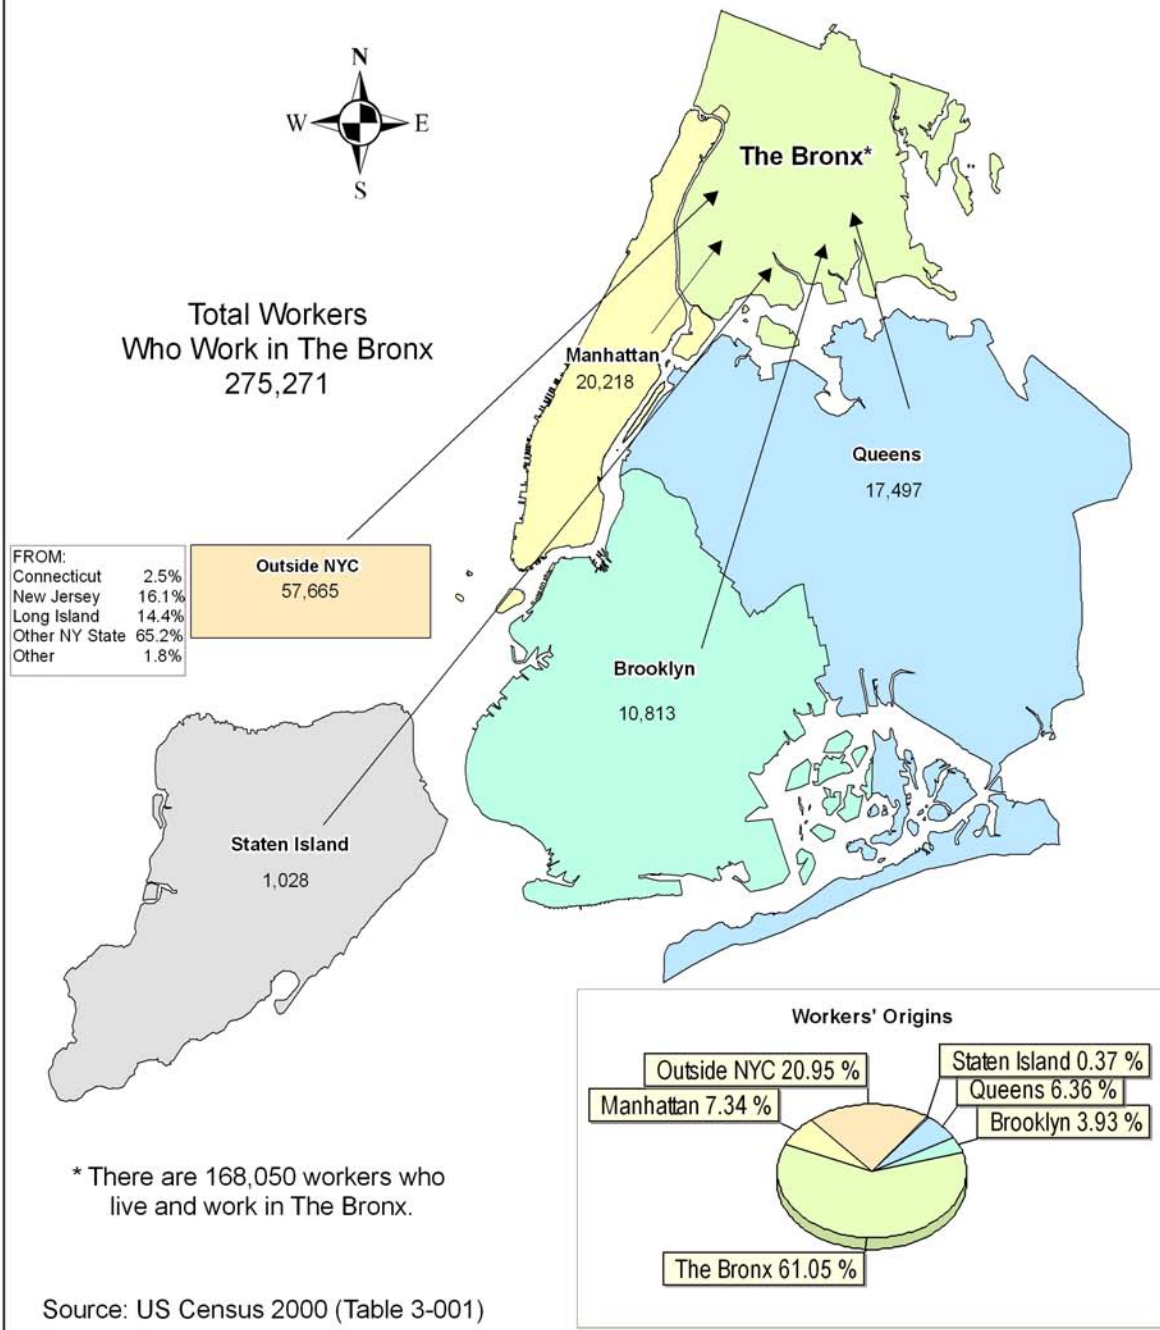 N
W E
S
The Bronx*
Total Workers
Who Work in The Bronx
275,271
Manhattan
20,218
Queens
17,497
FROM:
Connecticut 2.5%
New Jersey 16.1%
Long Island 14.4%
Other NY State 65.2%
Other 1.8%
Outside NYC
57,665
Brooklyn
10,813
Staten Island
1,028
Workers' Origins
Outside NYC 20.95 %
Staten Island 0.37 %
Manhattan 7.34 %
Queens 6.36 %
Brooklyn 3.93 %
The Bronx 61.05 %
* There are 168,050 workers who
live and work in The Bronx.
Source: US Census 2000 (Table 3-001)